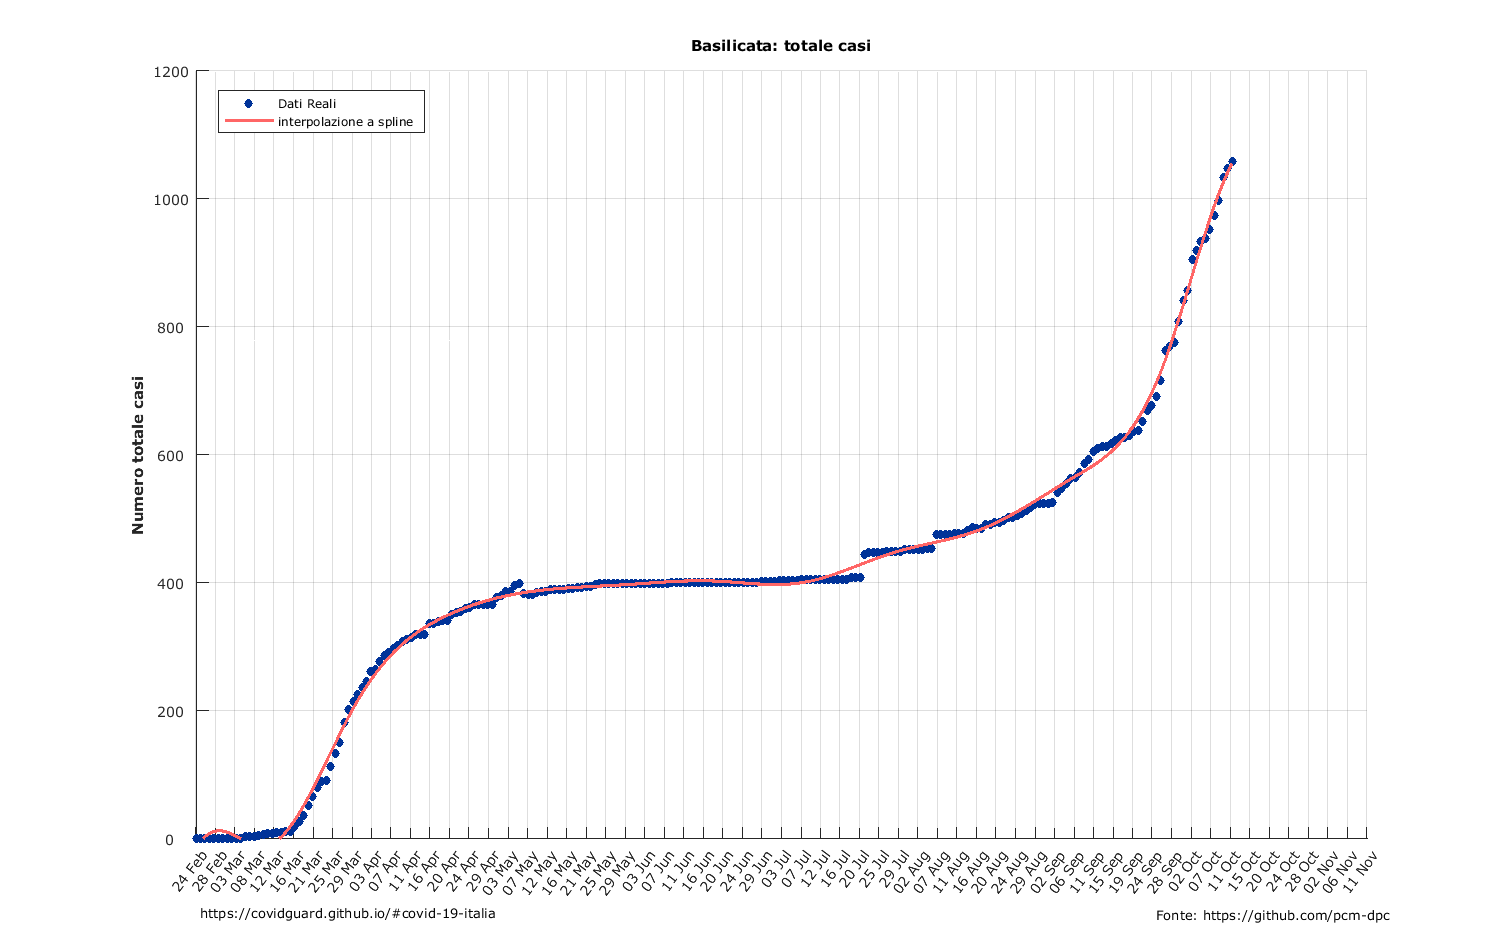 Basilicata: totale casi
1200
1000
800
600
400
200
0
Numero totale casi
Dati Reali
interpolazione a spline
24 Feb
28 Feb
03 Mar
08 Mar
12 Mar
16 Mar
21 Mar
25 Mar
29 Mar
03 Apr
07 Apr
11 Apr
16 Apr
20 Apr
24 Apr
29 Apr
03 May
07 May
12 May
16 May
21 May
25 May
29 May
03 Jun
07 Jun
11 Jun
16 Jun
20 Jun
24 Jun
29 Jun
03 Jul
07 Jul
12 Jul
16 Jul
20 Jul
25 Jul
29 Jul
02 Aug
07 Aug
11 Aug
16 Aug
20 Aug
24 Aug
29 Aug
02 Sep
06 Sep
11 Sep
15 Sep
19 Sep
24 Sep
28 Sep
02 Oct
07 Oct
11 Oct
15 Oct
20 Oct
24 Oct
28 Oct
02 Nov
06 Nov
11 Nov
https://covidguard.github.io/#covid-19-italia
Fonte: https://github.com/pcm-dpc